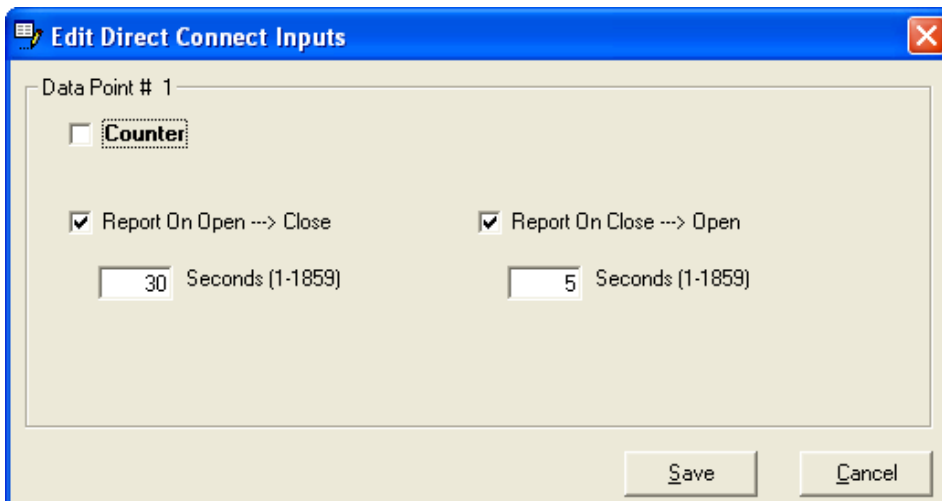 Edit Direct Connect Inputs
Data Point # 1
Counter
Report On Open ---> Close
Report On Close ---> Open
30 Seconds (1-1859)
5 Seconds (1-1859)
Save
Cancel